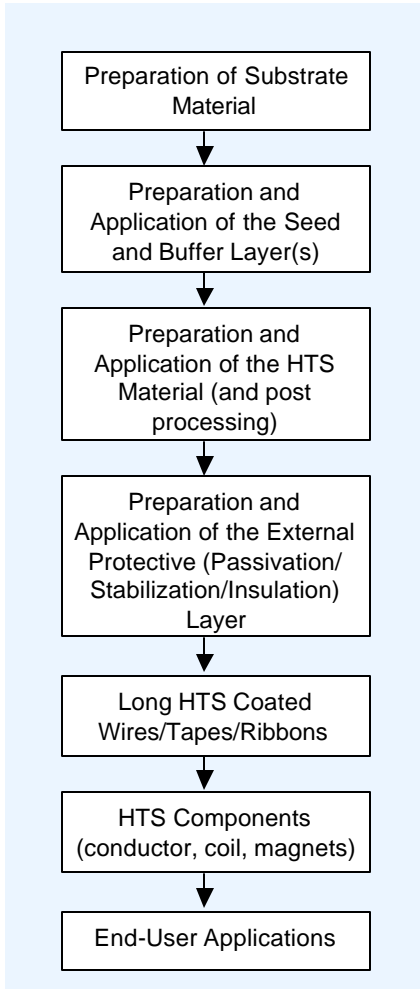 Preparation of Substrate
Material
Preparation and
Application of the Seed
and Buffer Layer(s)
Preparation and
Application of the HTS
Material (and post
processing)
Preparation and
Application of the External
Protective (Passivation/
Stabilization/Insulation)
Layer
Long HTS Coated
Wires/Tapes/Ribbons
HTS Components
(conductor, coil, magnets)
End-User Applications